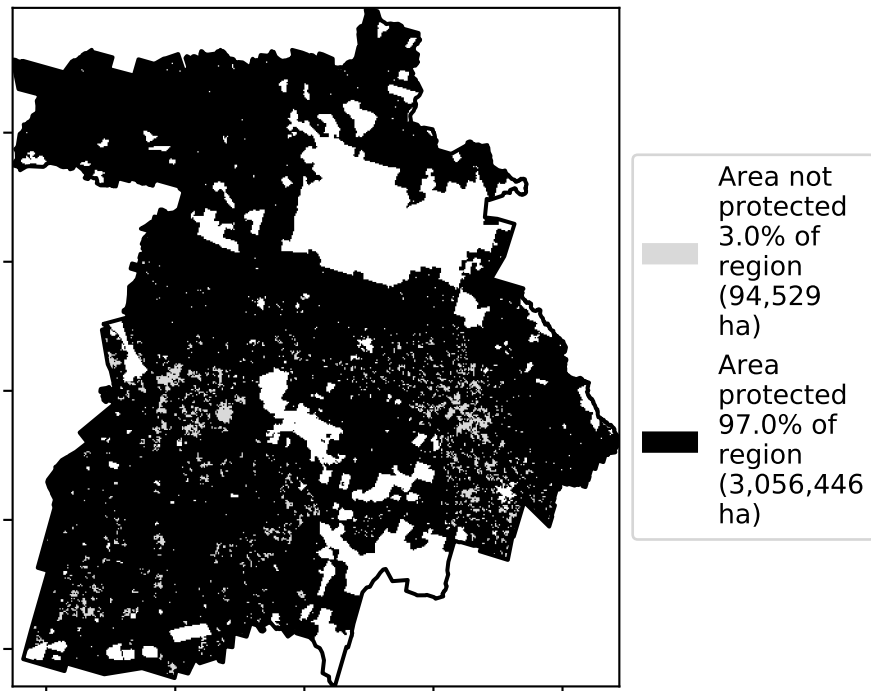 Area not
protected
3.0% of
region
(94,529
ha)
Area
protected
97.0% of
region
(3,056,446
ha)